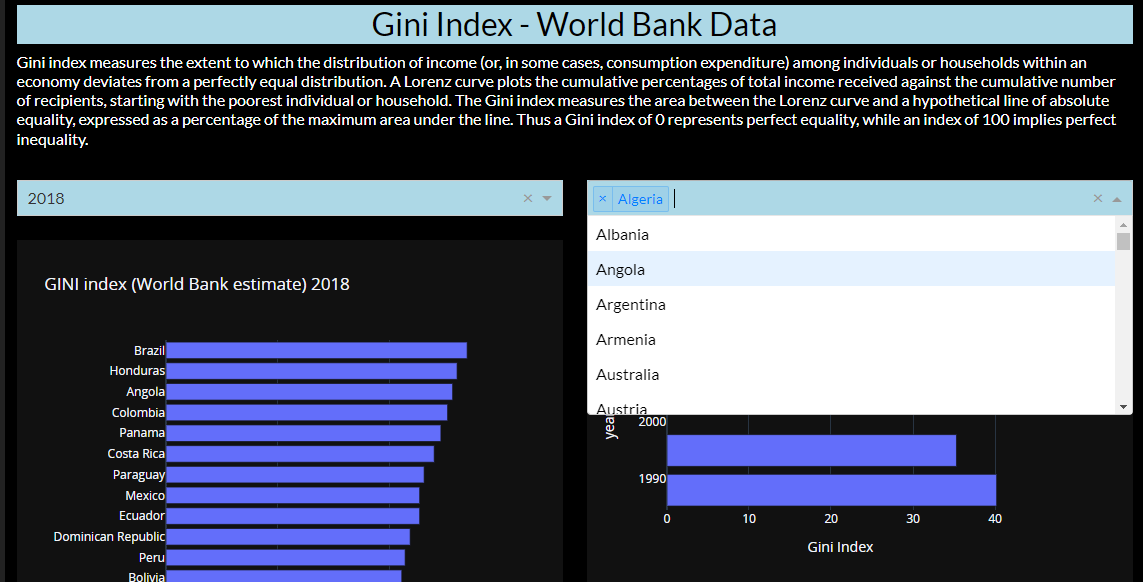 Gini Index - World Bank Data
Gini index measures the extent to which the distribution of income (or, in some cases, consumption expenditure) among individuals or households within an
economy deviates from a perfectly equal distribution. A Lorenz curve plots the cumulative percentages of total income received against the cumulative number
of recipients, starting with the poorest individual or household. The Gini index measures the area between the Lorenz curve and a hypothetical line of absolute
equality, expressed as a percentage of the maximum area under the line. Thus a Gini index of 0 represents perfect equality, while an index of 100 implies perfect
inequality.
2018
GINI index (World Bank estimate) 2018
Brazil
Honduras
Angola
Colombia
Panama
Costa Rica
Paraguay
Mexico
Ecuador
Dominican Republic
Peru
Bolivia
× Algeria
Albania
Angola
Argentina
Armenia
Australia
Austria
2000
1990
0 10 20 30 40
Gini Index